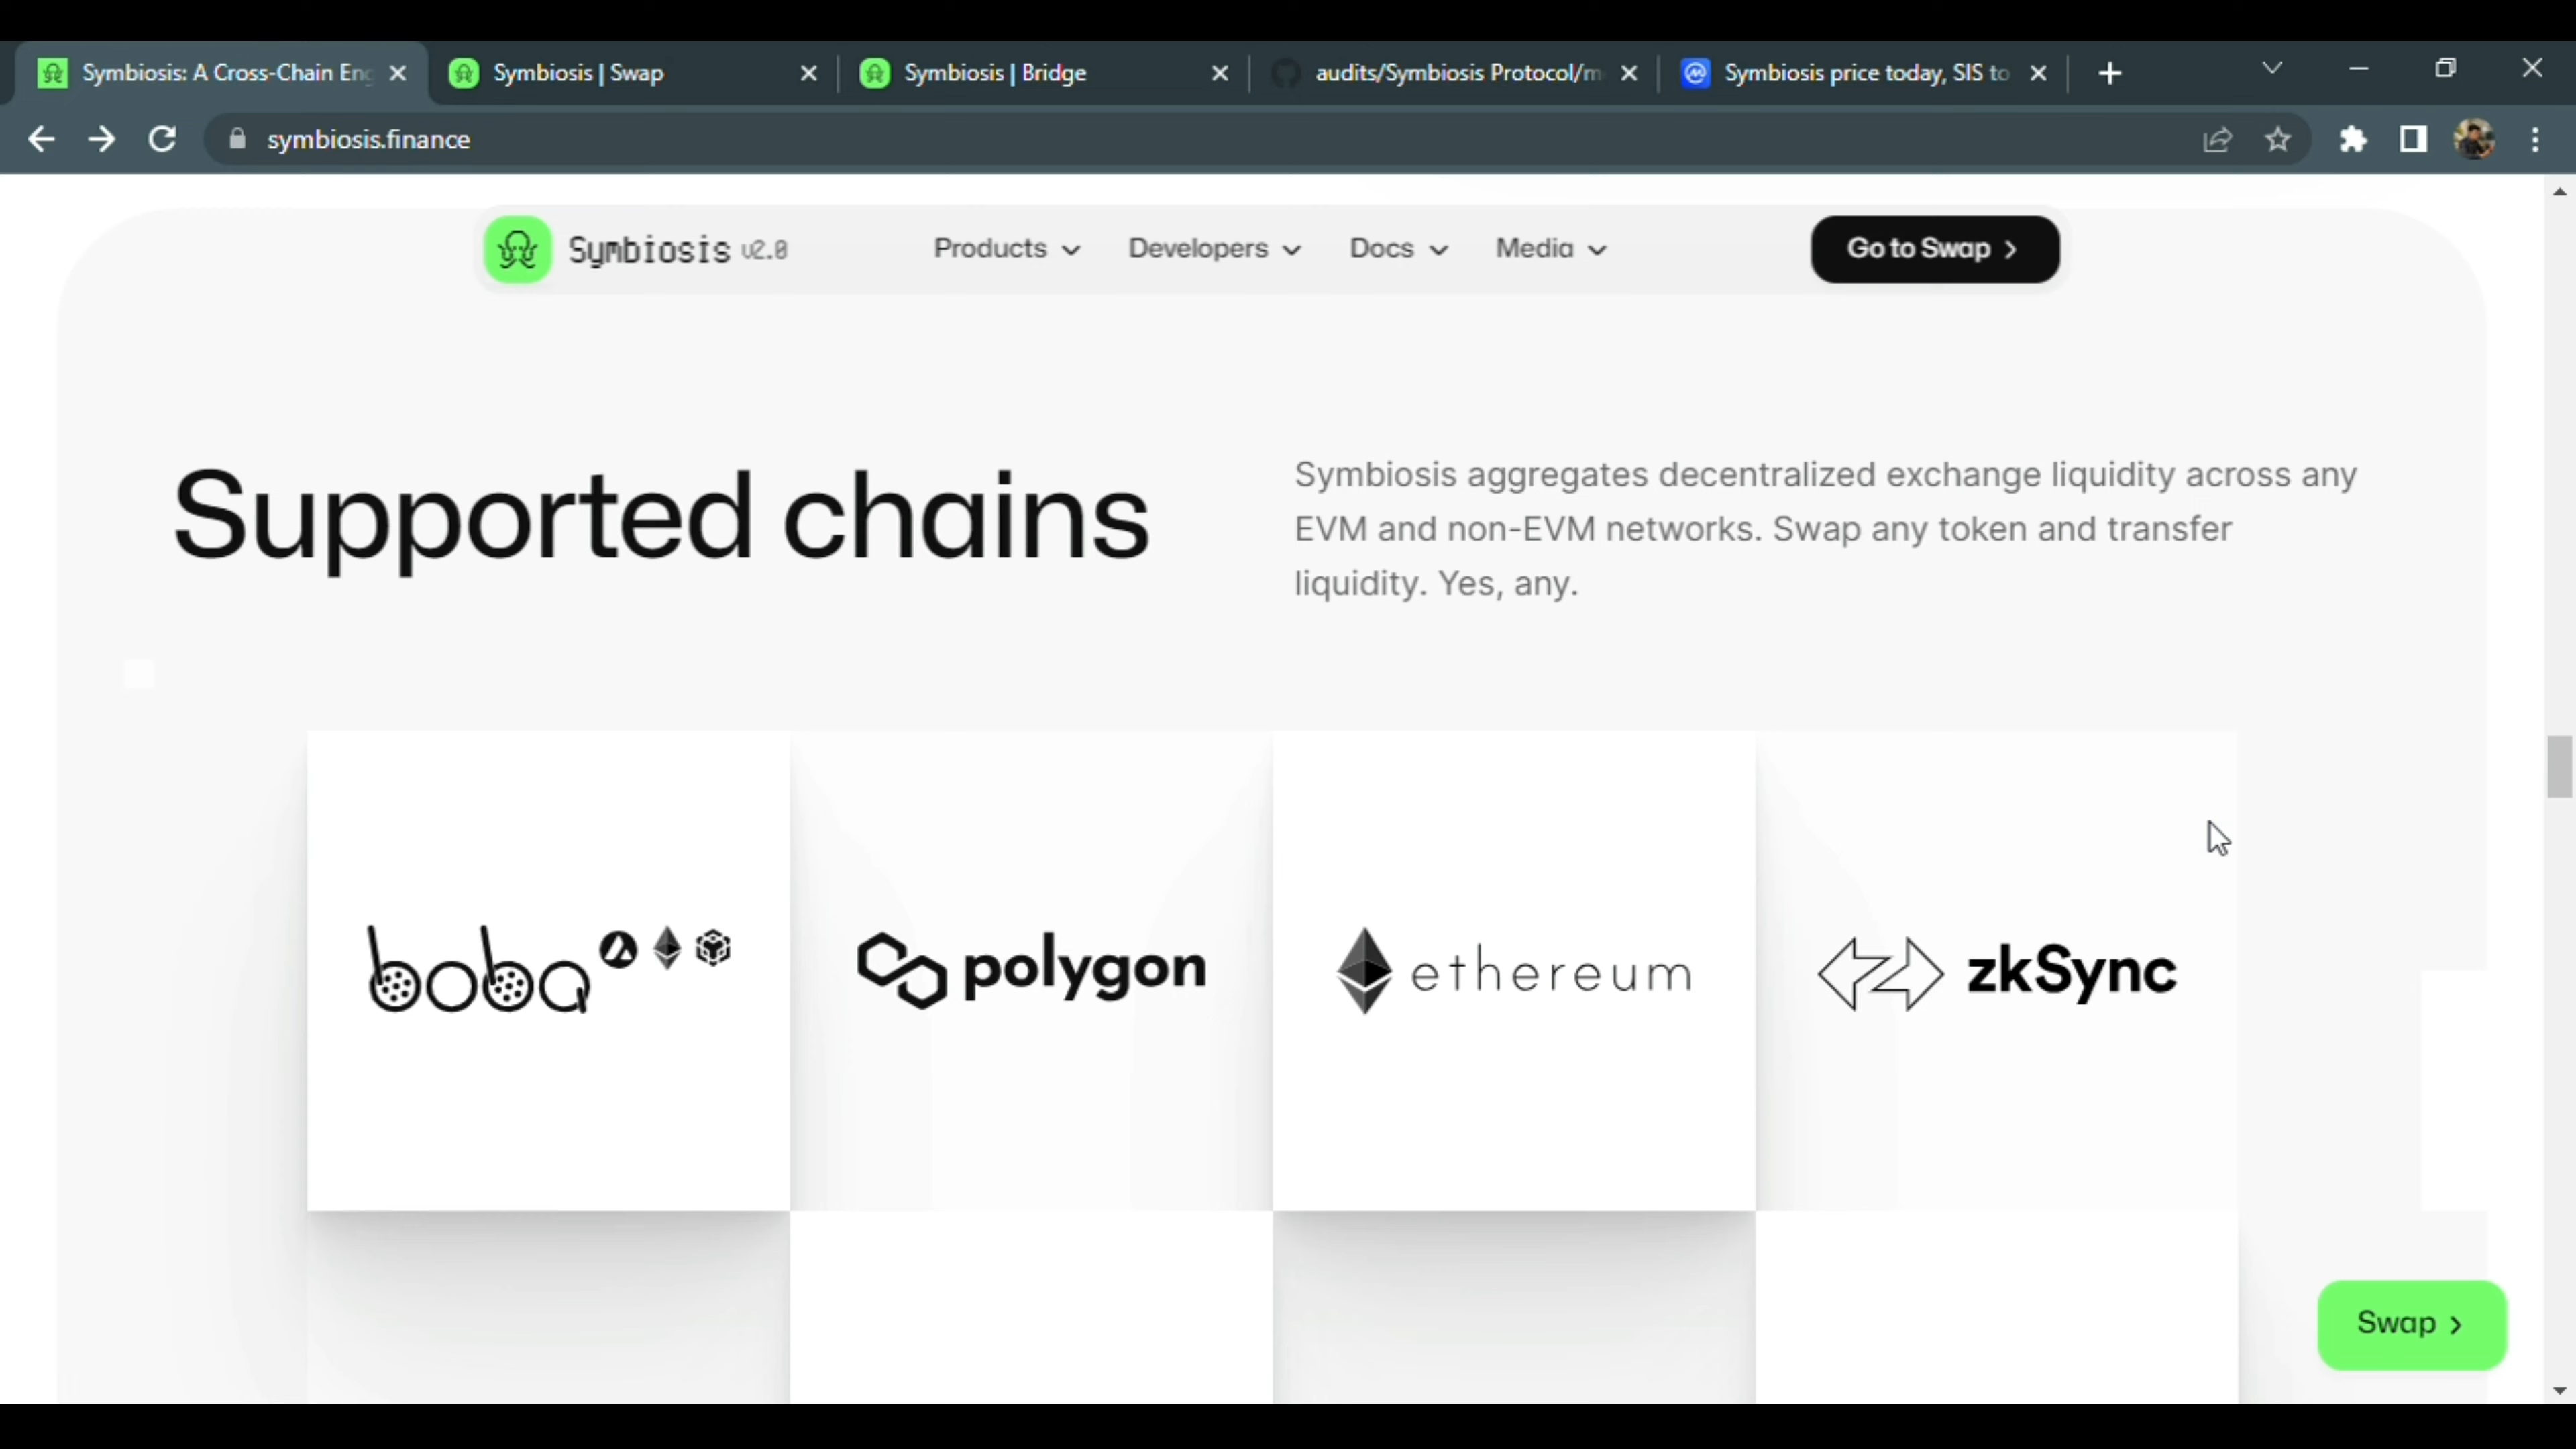 Symbiosis: A Cross-Chain Eng
Symbiosis | Swap
Symbiosis | Bridge
audits/Symbiosis Protocol/m
Symbiosis price today, SIS to
symbiosis.finance
Symbiosis v2.0
Products
Developers
Docs
Media
Go to Swap
Supported chains
Symbiosis aggregates decentralized exchange liquidity across any
EVM and non-EVM networks. Swap any token and transfer
liquidity. Yes, any.
boba
polygon
ethereum
zkSync
Swap